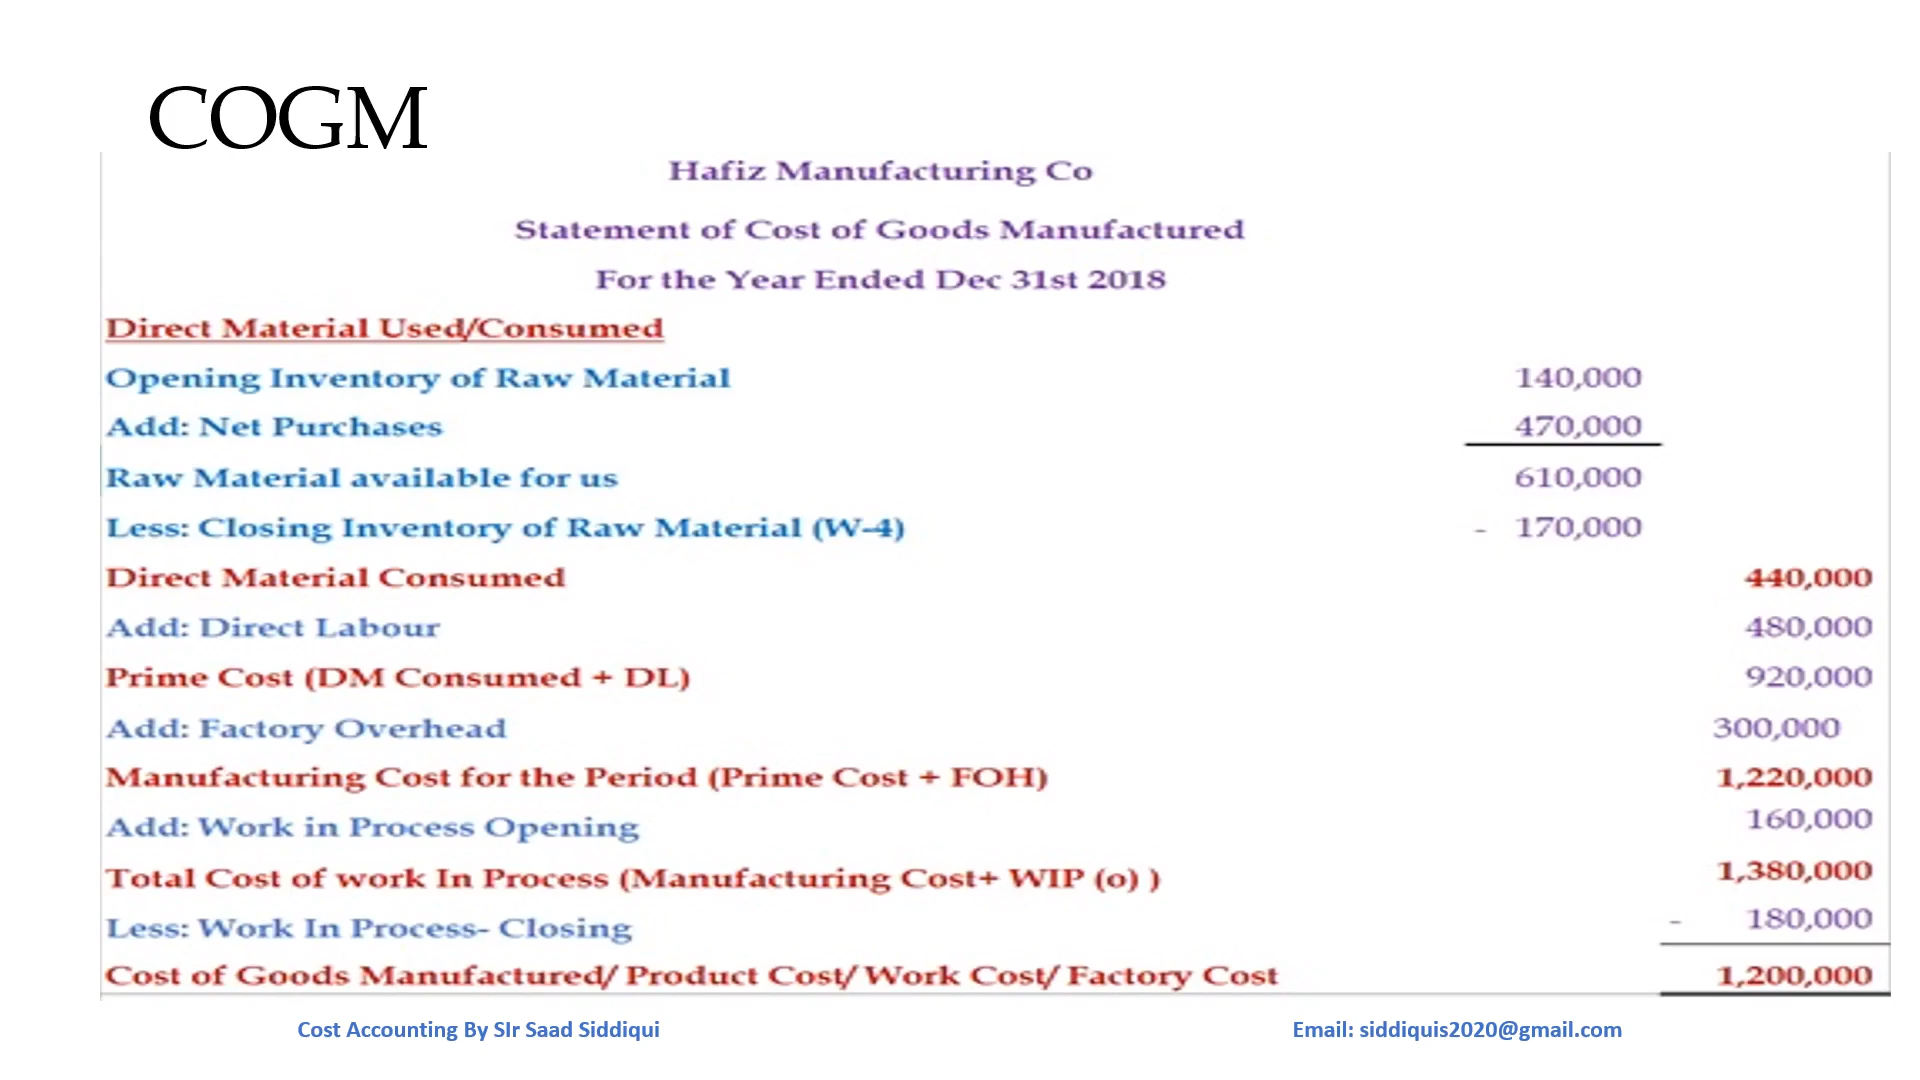 COGM
Hafiz Manufacturing Co
Statement of Cost of Goods Manufactured
For the Year Ended Dec 31st 2018
Direct Material Used/Consumed
Opening Inventory of Raw Material 140,000
Add: Net Purchases 470,000
Raw Material available for us 610,000
Less: Closing Inventory of Raw Material (W-4) - 170,000
Direct Material Consumed 440,000
Add: Direct Labour 480,000
Prime Cost (DM Consumed + DL) 920,000
Add: Factory Overhead 300,000
Manufacturing Cost for the Period (Prime Cost + FOH) 1,220,000
Add: Work in Process Opening 160,000
Total Cost of work In Process (Manufacturing Cost+ WIP (o) ) 1,380,000
Less: Work In Process- Closing - 180,000
Cost of Goods Manufactured/ Product Cost/ Work Cost/ Factory Cost 1,200,000
Cost Accounting By SIr Saad Siddiqui Email: siddiquis2020@gmail.com